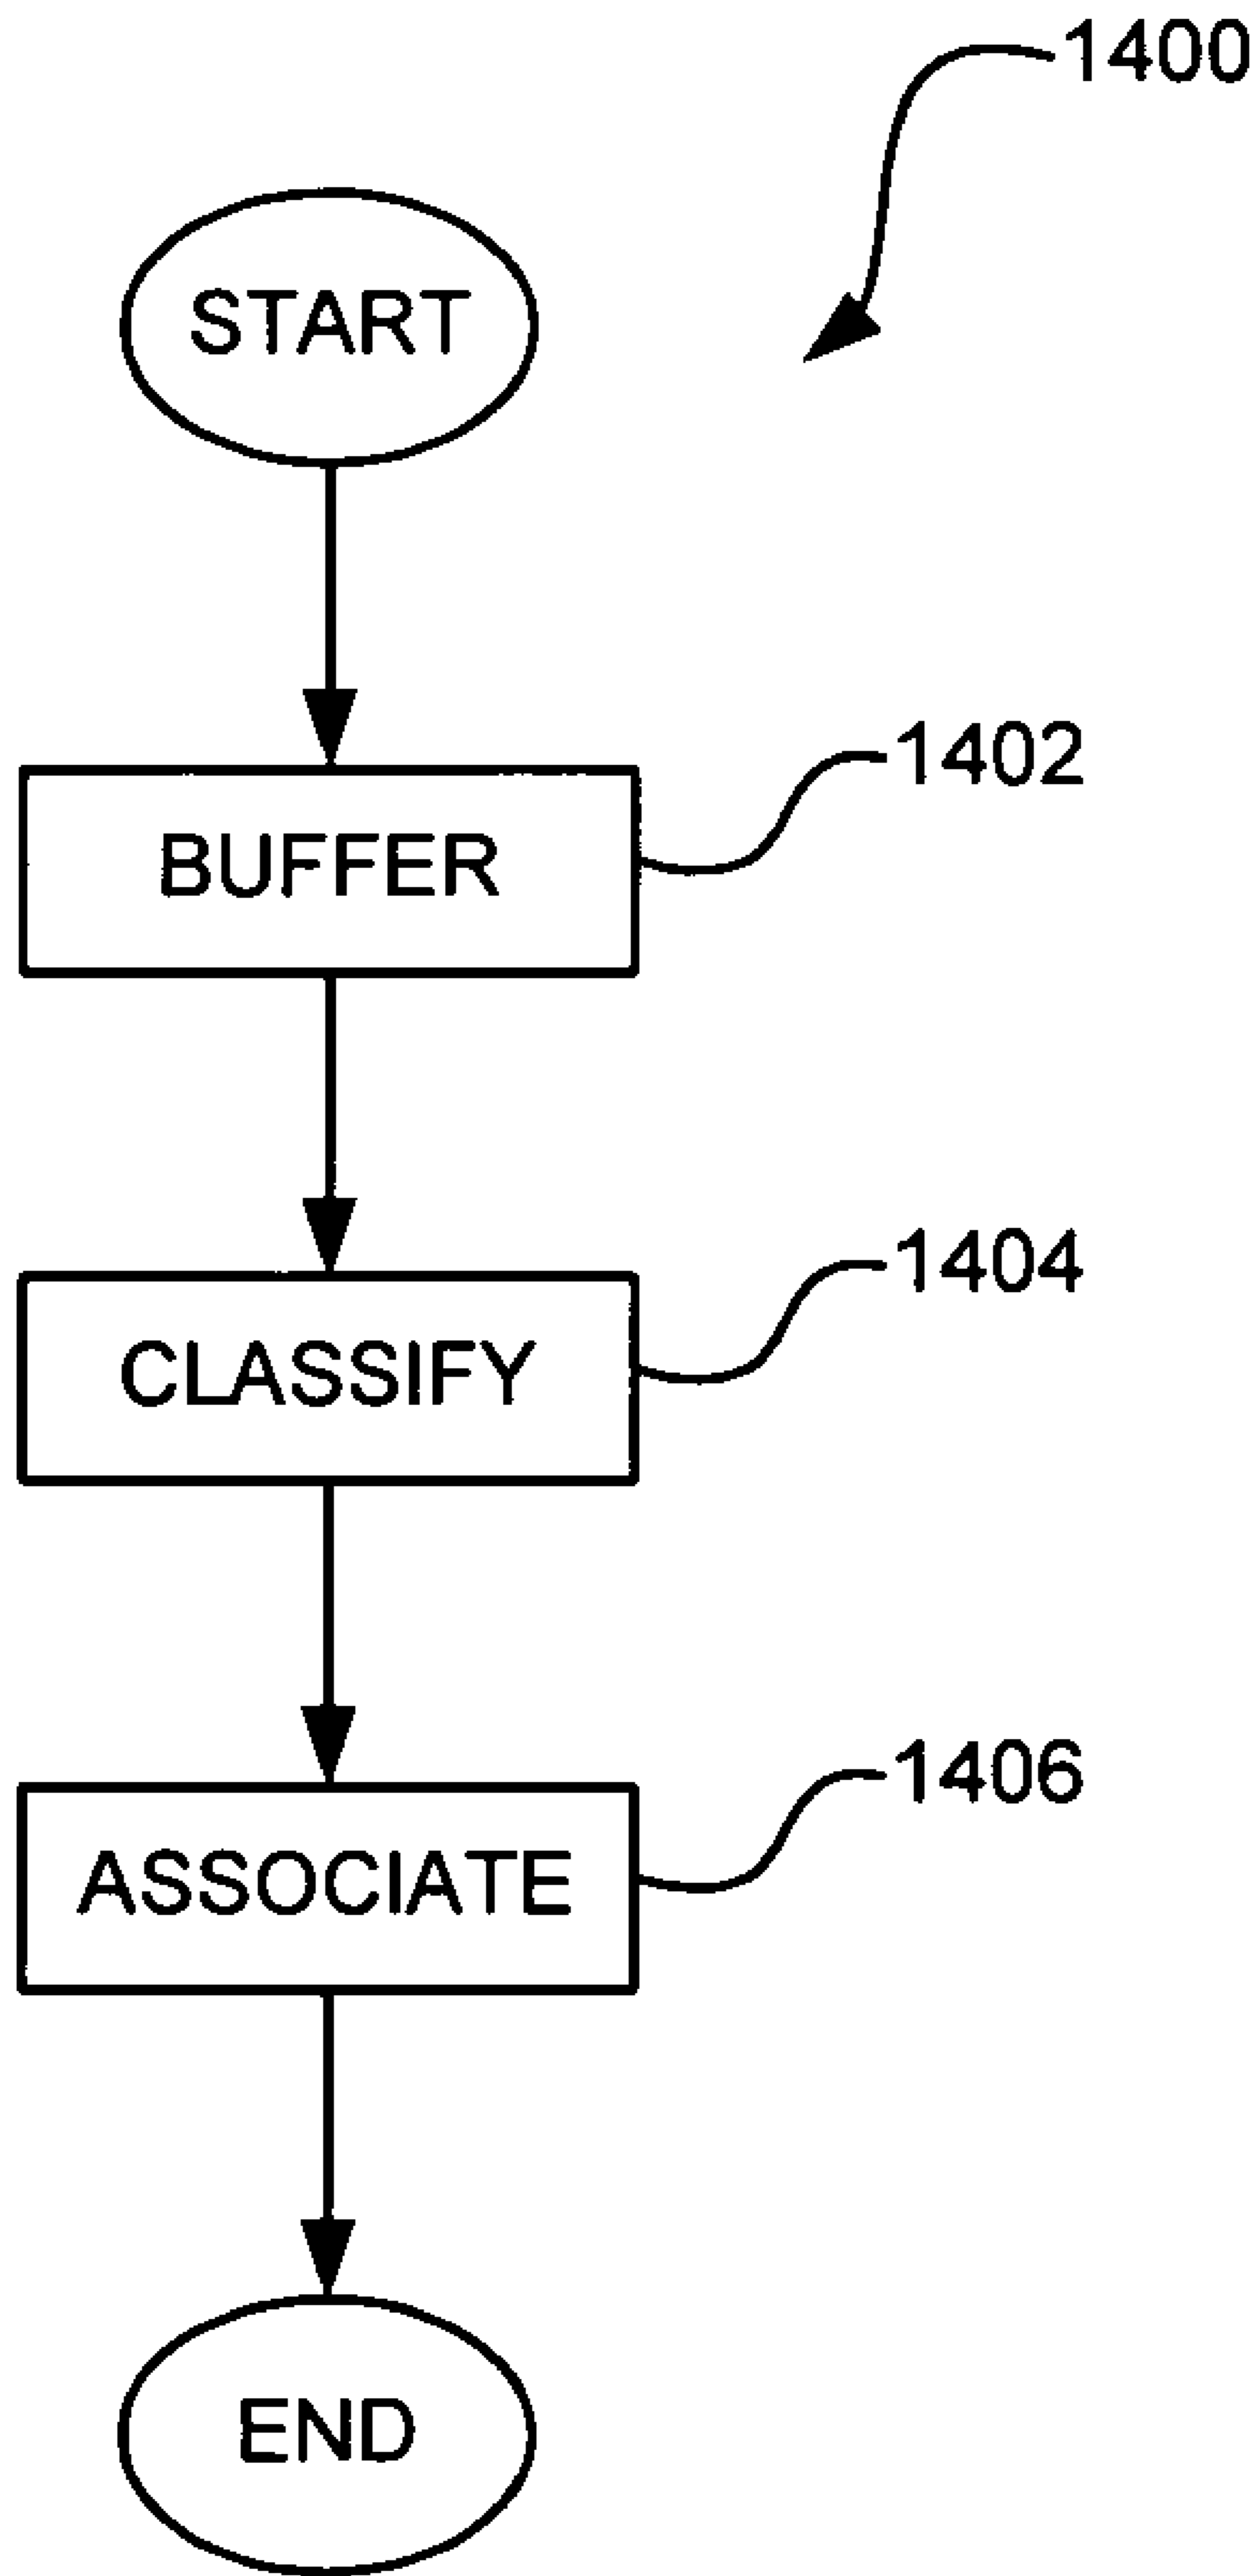 1400
START
1402
BUFFER
1404
CLASSIFY
1406
ASSOCIATE
END